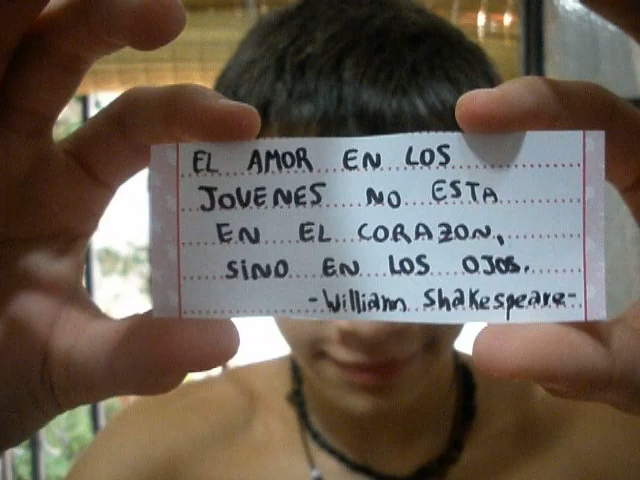 EL AMOR EN LOS
JOVENES NO ESTA
EN EL CORAZON,
SINO EN LOS OJOS.
-William Shakespeare-